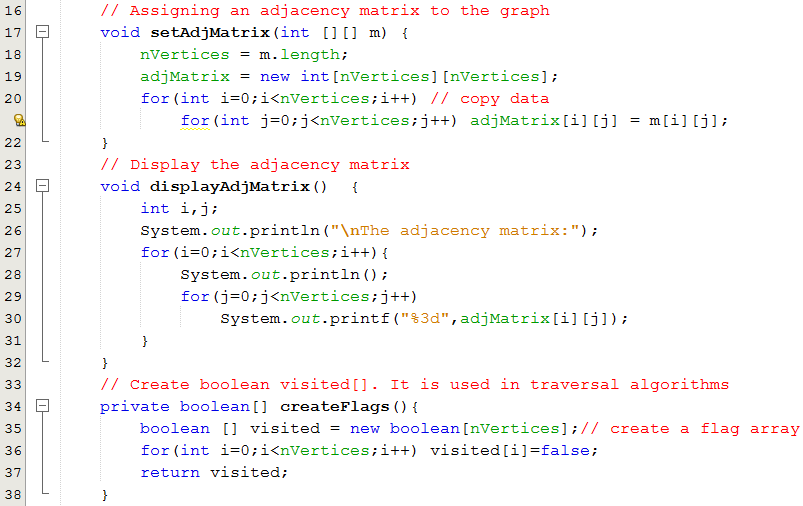 16 // Assigning an adjacency matrix to the graph
17 void setAdjMatrix(int [][] m) {
18 nVertices = m.length;
19 adjMatrix = new int[nVertices][nVertices];
20 for(int i=0;i<nVertices;i++) // copy data
for(int j=0;j<nVertices;j++) adjMatrix[i][j] = m[i][j];
22 }
23 // Display the adjacency matrix
24 void displayAdjMatrix() {
25 int i,j;
26 System.out.println("\nThe adjacency matrix:");
27 for(i=0;i<nVertices;i++){
28 System.out.println();
29 for(j=0;j<nVertices;j++)
30 System.out.printf("%3d",adjMatrix[i][j]);
31 }
32 }
33 // Create boolean visited[]. It is used in traversal algorithms
34 private boolean[] createFlags(){
35 boolean [] visited = new boolean[nVertices];// create a flag array
36 for(int i=0;i<nVertices;i++) visited[i]=false;
37 return visited;
38 }